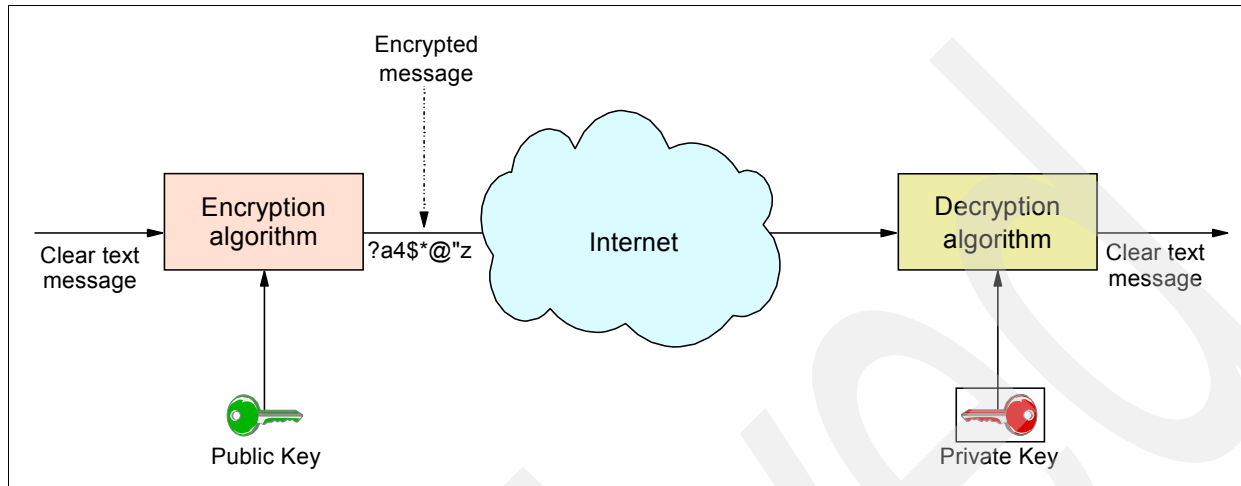 Encrypted
message
Encryption
algorithm
Clear text
message
?a4$*@"z
Internet
Decryption
algorithm
Clear text
message
Public Key
Private Key